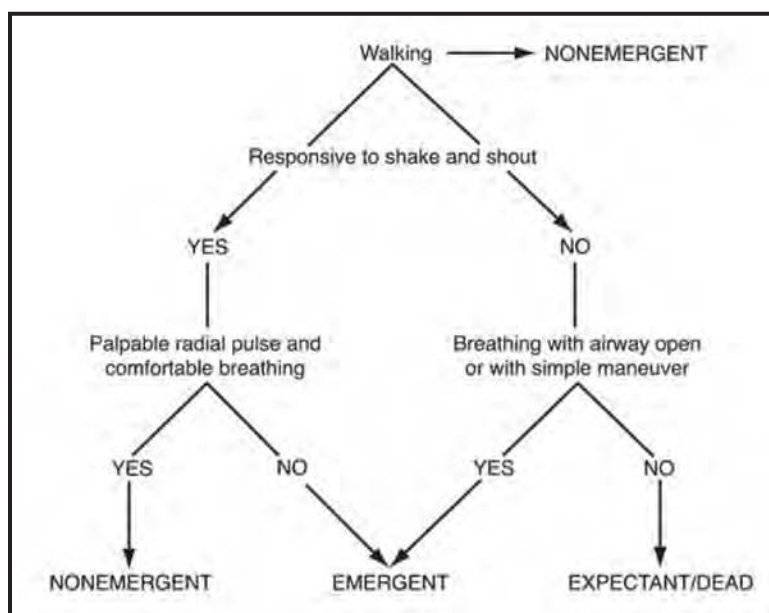 Walking NONEMERGENT
Responsive to shake and shout
YES NO
Palpable radial pulse and
comfortable breathing
Breathing with airway open
or with simple maneuver
YES NO YES NO
NONEMERGENT EMERGENT EXPECTANT/DEAD